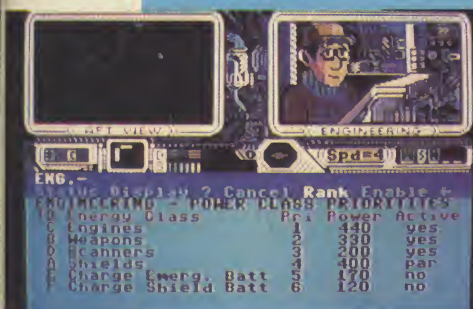 AFT VIEW
ENGINEERING
Spd=4
ENG.-
Display ? Cancel Rank Enable
ENGINEERING - POWER CLASS PRIORITIES
ID Energy Class Pri Power Active
C Engines 1 440 yes
B Weapons 2 330 yes
D Scanners 3 200 yes
A Shields 4 400 par
F Charge Emerg. Batt 5 170 no
Charge Shield Batt 6 120 no